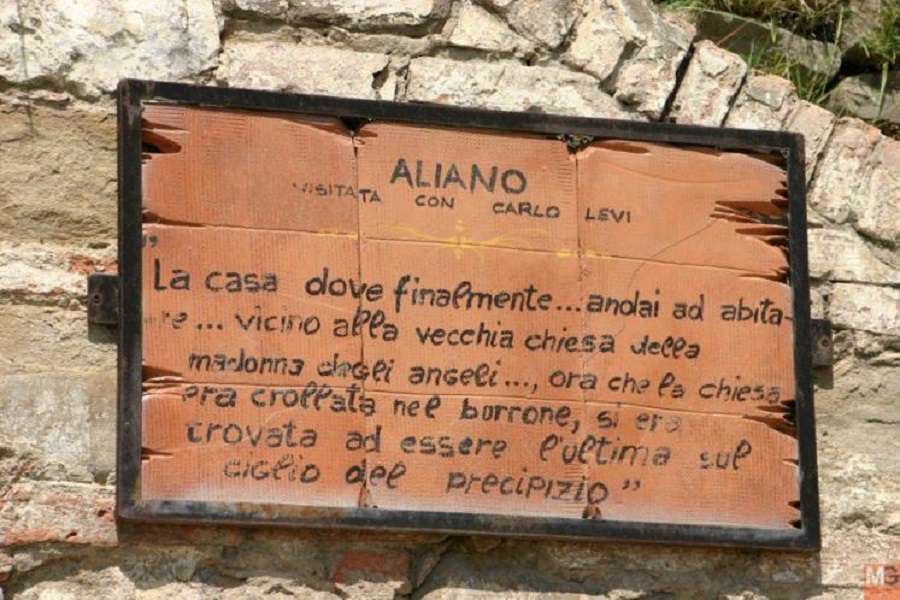 ALIANO
VISITATA CON CARLO LEVI
"La casa dove finalmente... andai ad abita-
re... vicino alla vecchia chiesa della
madonna degli angeli..., ora che la chiesa
era crollata nel burrone, si era
trovata ad essere l'ultima sul
ciglio del precipizio"
MG